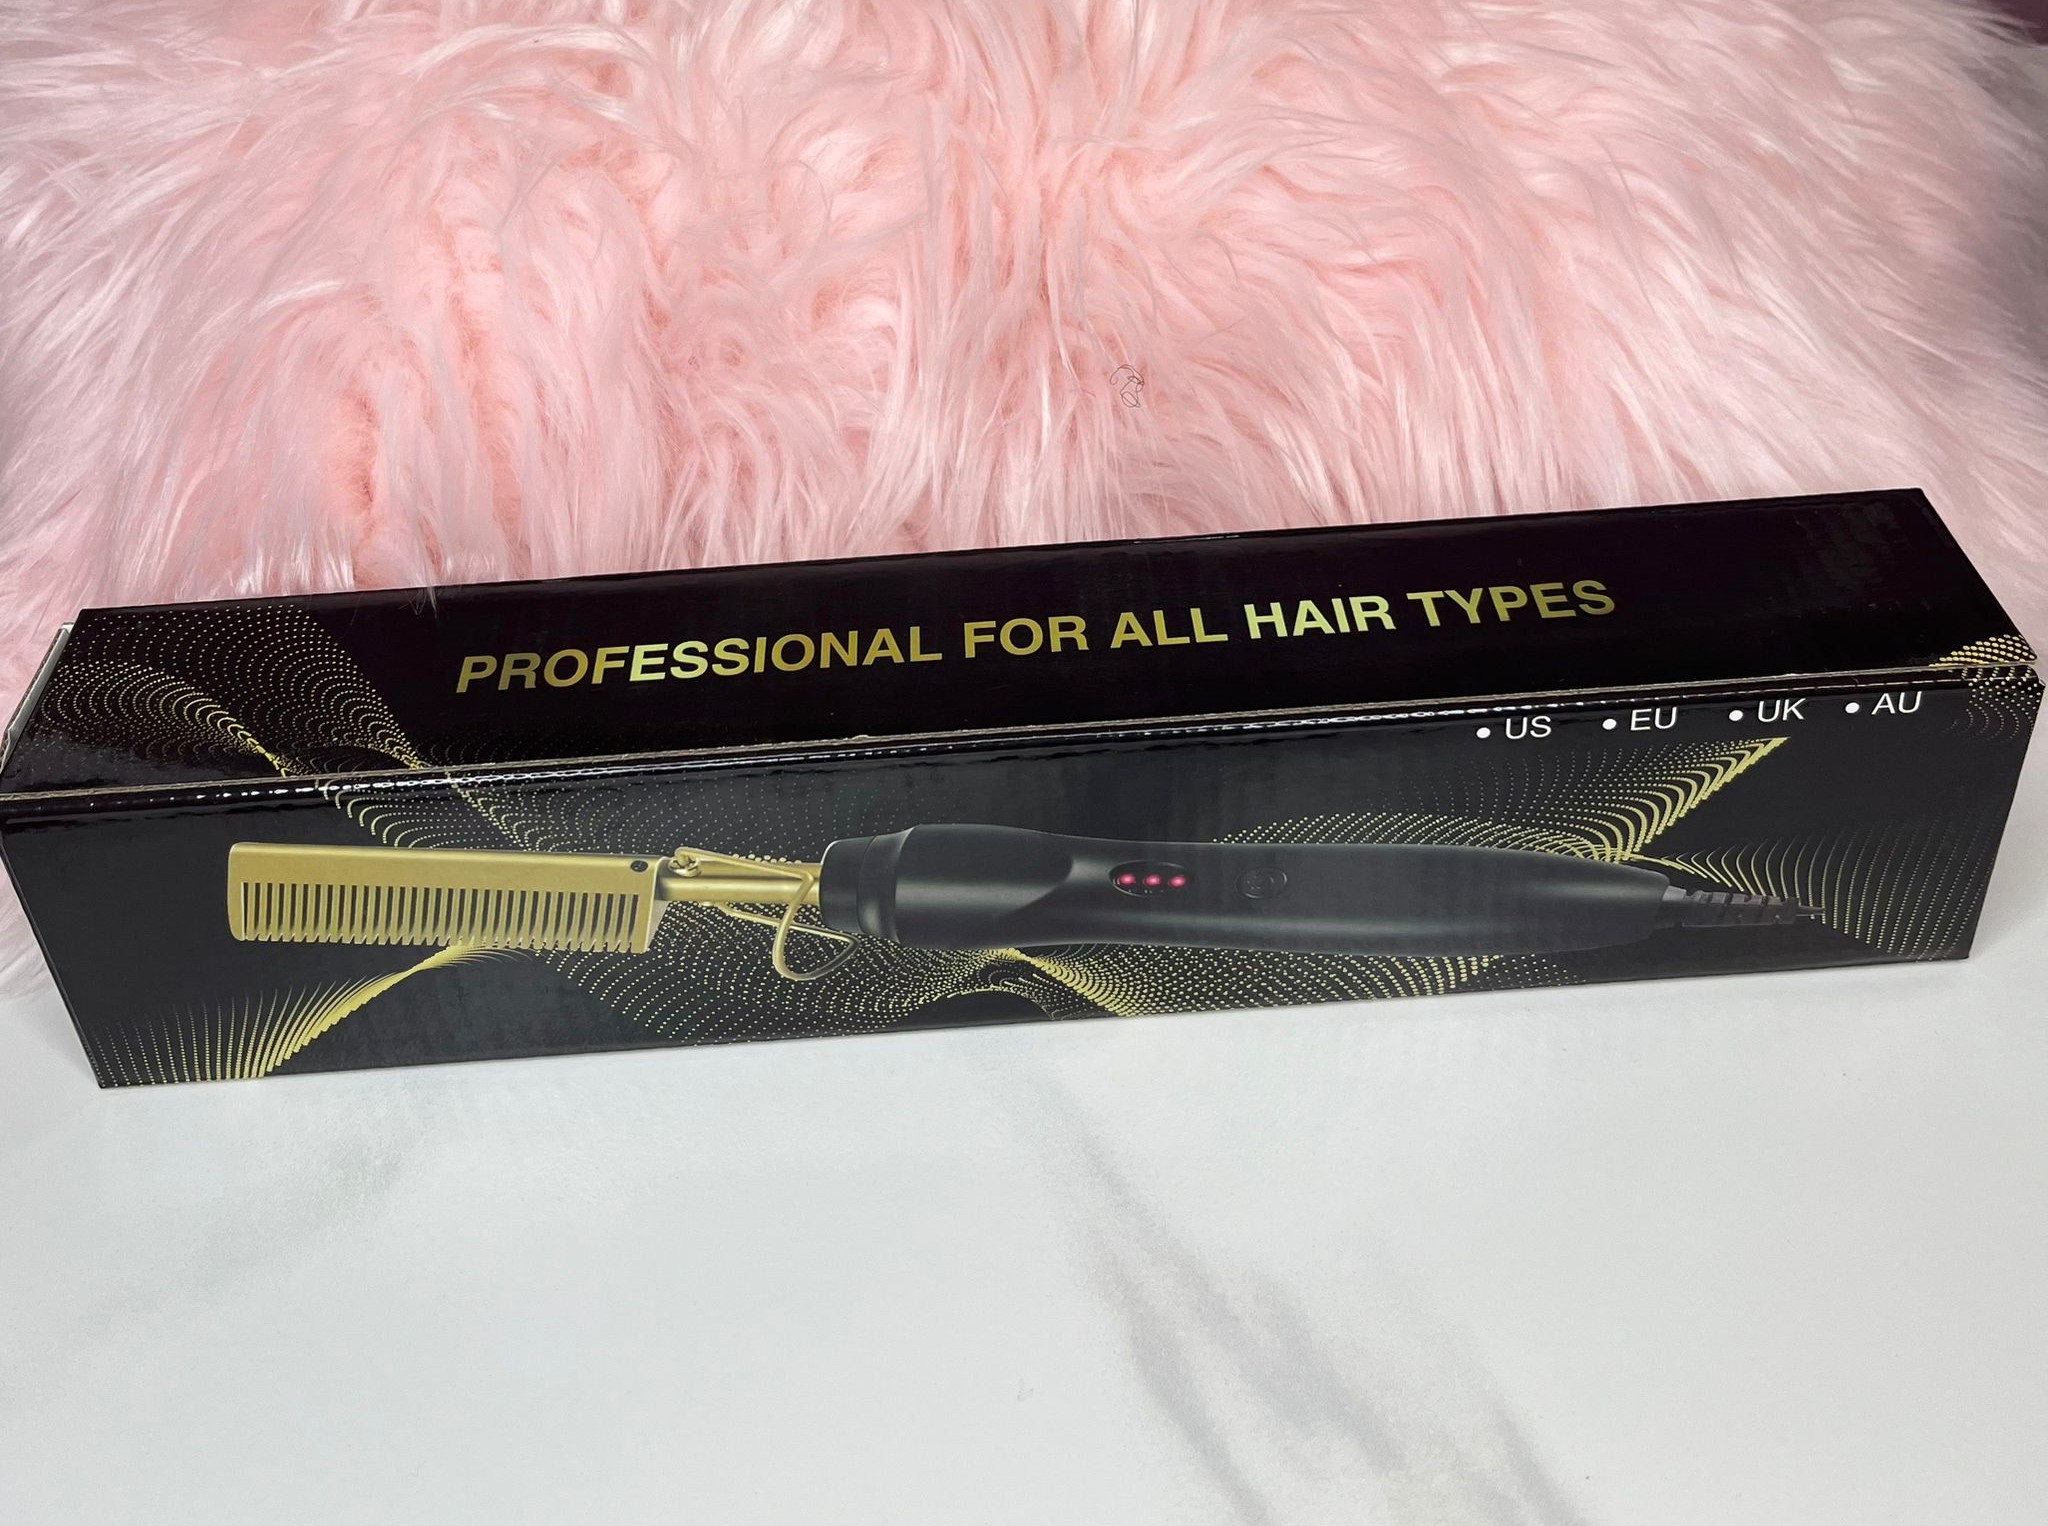 PROFESSIONAL FOR ALL HAIR TYPES
• US • EU • UK • AU